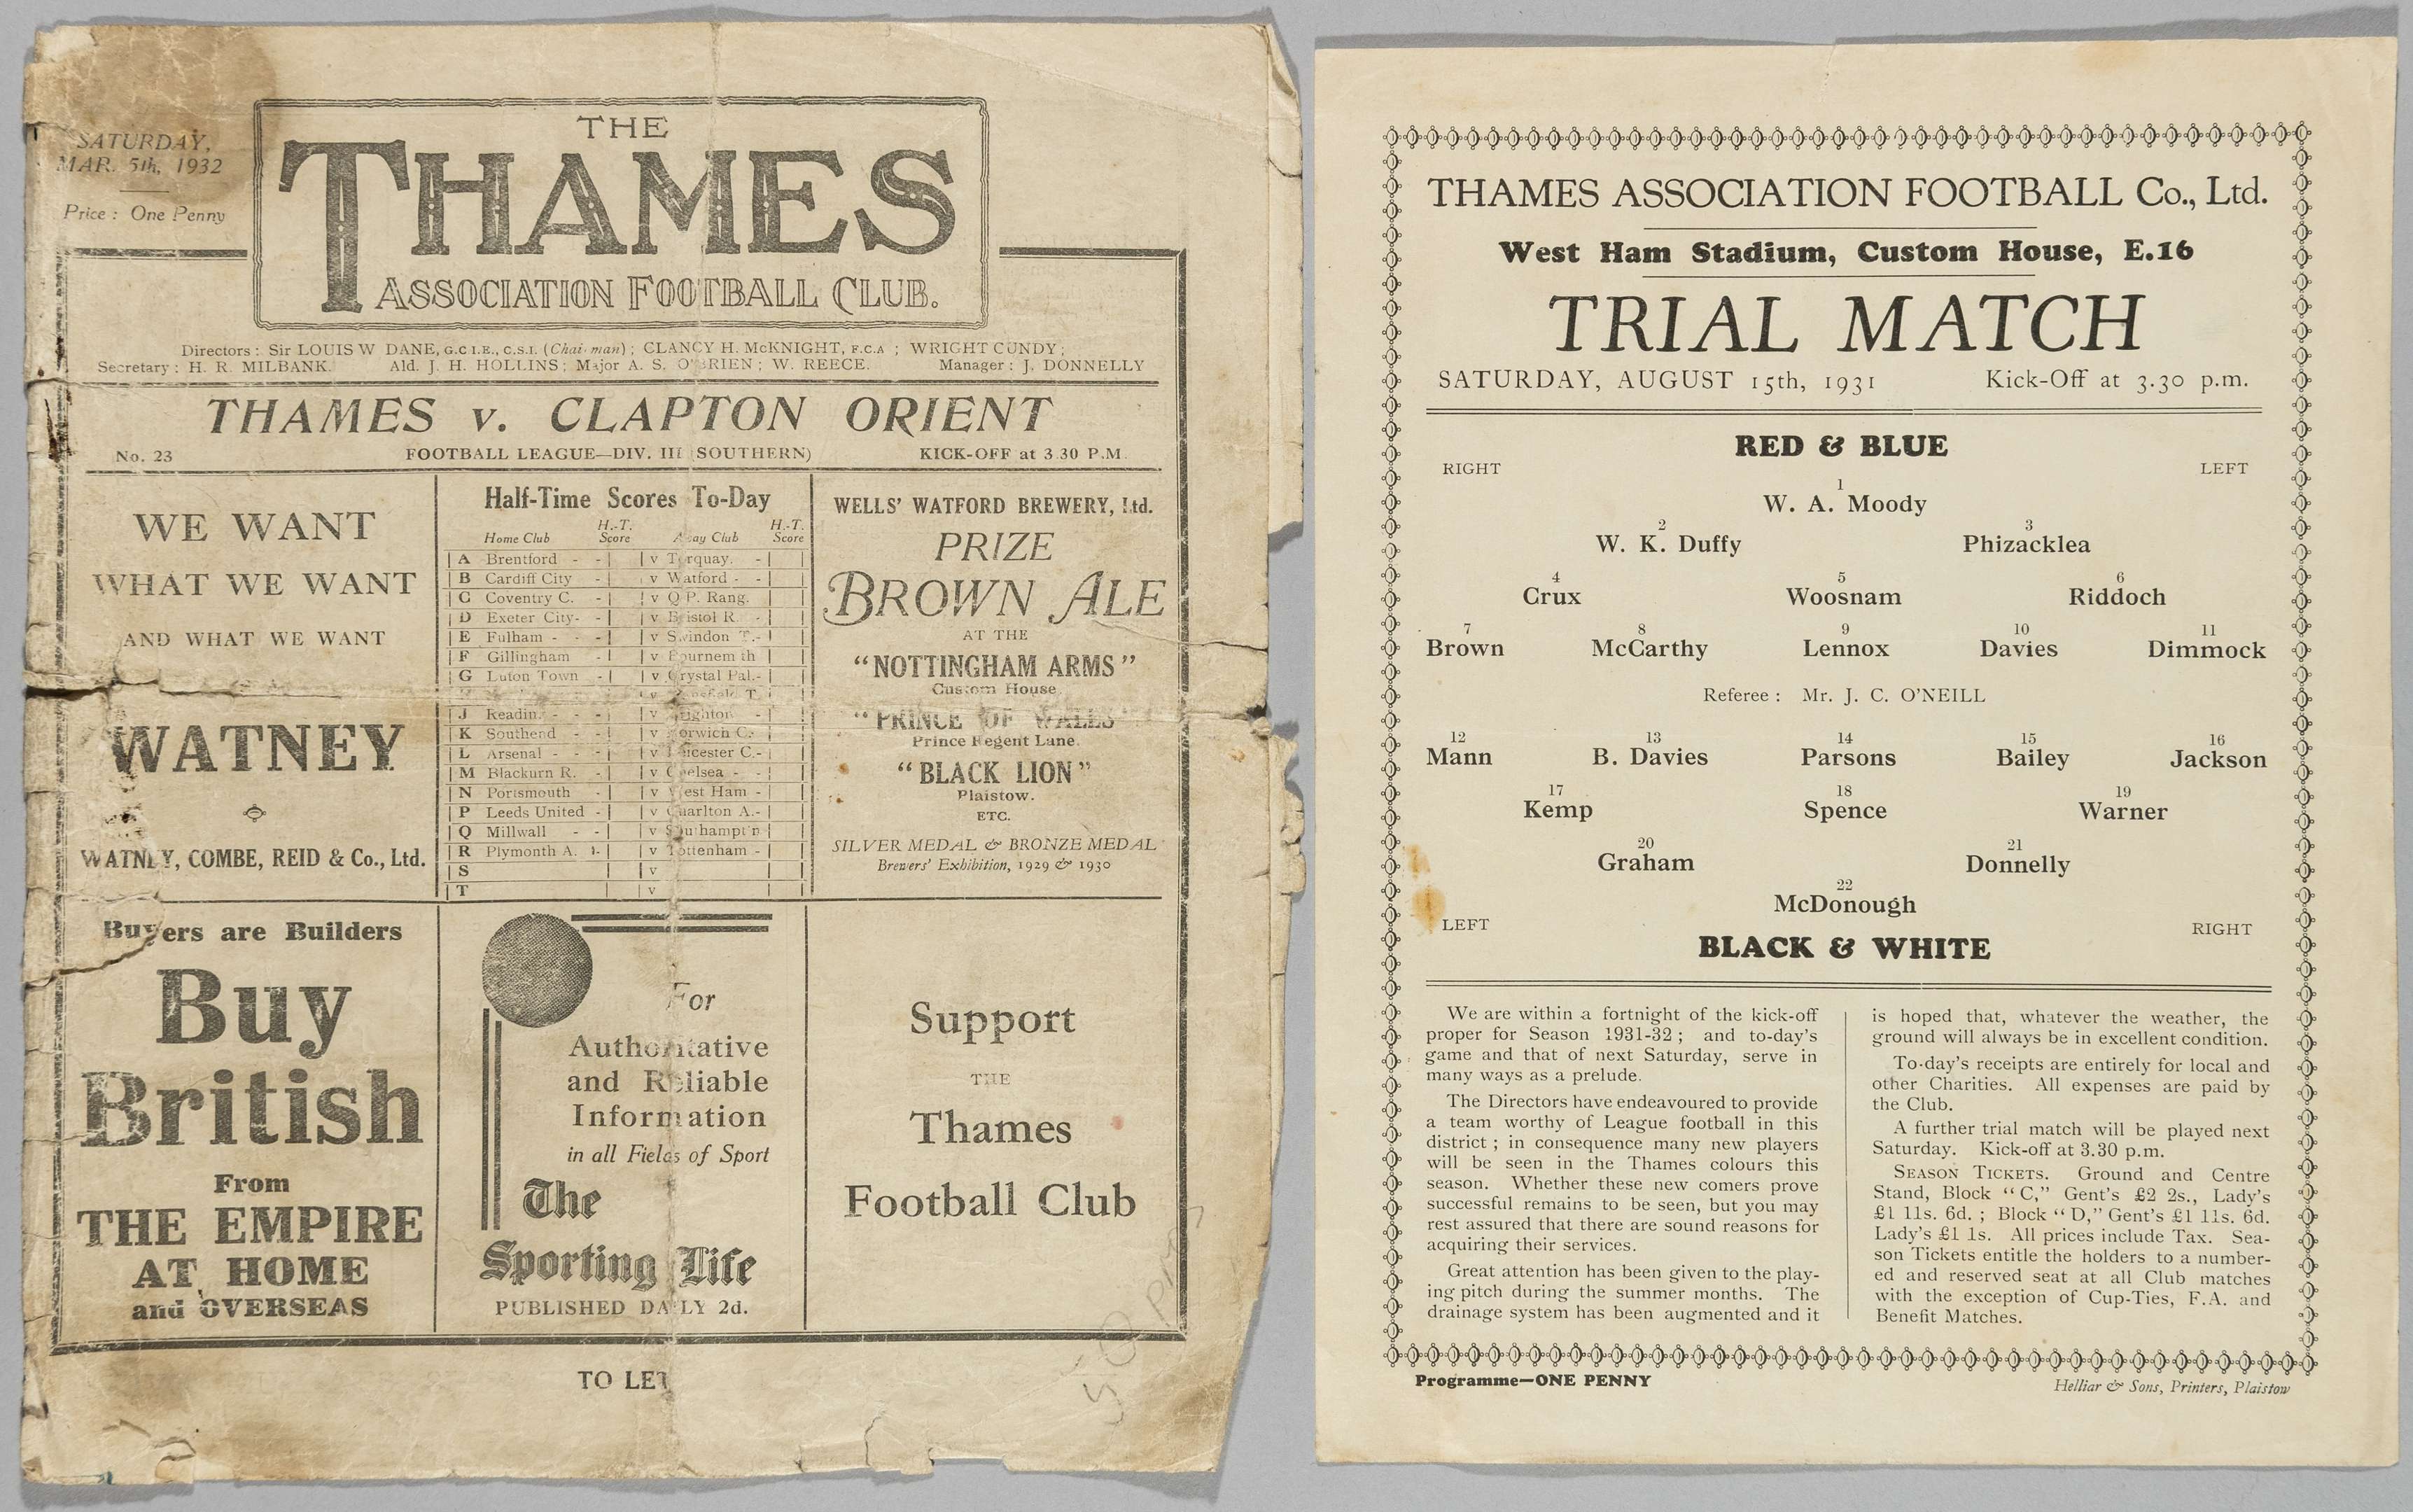 SATURDAY,
MAR. 5th, 1932
Price : One Penny
THE
THAMES
ASSOCIATION FOOTBALL CLUB.
Directors : Sir LOUIS W DANE, G.C I.E., C.S.I. (Chairman) ; CLANCY H. McKNIGHT, F.C.A ; WRIGHT CUNDY ;
Secretary : H. R. MILBANK. Ald. J. H. HOLLINS ; Major A. S. O'BRIEN ; W. REECE. Manager : J. DONNELLY
THAMES v. CLAPTON ORIENT
No. 23 FOOTBALL LEAGUE—DIV. III (SOUTHERN) KICK-OFF at 3.30 P.M.
WE WANT
WHAT WE WANT
AND WHAT WE WANT
WATNEY
WATNEY, COMBE, REID & Co., Ltd.
Half-Time Scores To-Day
Home Club H.-T. Score Away Club H.-T. Score
A Brentford - - v Torquay. -
B Cardiff City - v Watford - -
C Coventry C. - v Q P. Rang.
D Exeter City- - v Bristol R. -
E Fulham - - - v Swindon T.-
F Gillingham - v Bournem th
G Luton Town - v Crystal Pal.-
v Mansfield T.
J Reading - - - v Brighton -
K Southend - - v Norwich C.-
L Arsenal - - - v Leicester C.-
M Blackurn R. - v Chelsea - -
N Portsmouth - v West Ham -
P Leeds United - v Charlton A.-
Q Millwall - - v Southampt'n
R Plymonth A. - v Tottenham -
S v
T v
WELLS' WATFORD BREWERY, Ltd.
PRIZE
BROWN ALE
AT THE
"NOTTINGHAM ARMS"
Custom House.
"PRINCE OF WALES"
Prince Regent Lane.
"BLACK LION"
Plaistow.
ETC.
SILVER MEDAL & BRONZE MEDAL
Brewers' Exhibition, 1929 & 1930
Buyers are Builders
Buy
British
From
THE EMPIRE
AT HOME
and OVERSEAS
For
Authoritative
and Reliable
Information
in all Fields of Sport
The
Sporting Life
PUBLISHED DAILY 2d.
Support
THE
Thames
Football Club
TO LET
THAMES ASSOCIATION FOOTBALL Co., Ltd.
West Ham Stadium, Custom House, E.16
TRIAL MATCH
SATURDAY, AUGUST 15th, 1931 Kick-Off at 3.30 p.m.
RED & BLUE
RIGHT LEFT
1
W. A. Moody
2 3
W. K. Duffy Phizacklea
4 5 6
Crux Woosnam Riddoch
7 8 9 10 11
Brown McCarthy Lennox Davies Dimmock
Referee : Mr. J. C. O'NEILL
12 13 14 15 16
Mann B. Davies Parsons Bailey Jackson
17 18 19
Kemp Spence Warner
20 21
Graham Donnelly
22
McDonough
LEFT RIGHT
BLACK & WHITE
We are within a fortnight of the kick-off
proper for Season 1931-32 ; and to-day's
game and that of next Saturday, serve in
many ways as a prelude.
The Directors have endeavoured to provide
a team worthy of League football in this
district ; in consequence many new players
will be seen in the Thames colours this
season. Whether these new comers prove
successful remains to be seen, but you may
rest assured that there are sound reasons for
acquiring their services.
Great attention has been given to the play-
ing pitch during the summer months. The
drainage system has been augmented and it
is hoped that, whatever the weather, the
ground will always be in excellent condition.
To-day's receipts are entirely for local and
other Charities. All expenses are paid by
the Club.
A further trial match will be played next
Saturday. Kick-off at 3.30 p.m.
SEASON TICKETS. Ground and Centre
Stand, Block "C," Gent's £2 2s., Lady's
£1 11s. 6d. ; Block "D," Gent's £1 11s. 6d.
Lady's £1 1s. All prices include Tax. Sea-
son Tickets entitle the holders to a number-
ed and reserved seat at all Club matches
with the exception of Cup-Ties, F.A. and
Benefit Matches.
Programme—ONE PENNY
Helliar & Sons, Printers, Plaistow